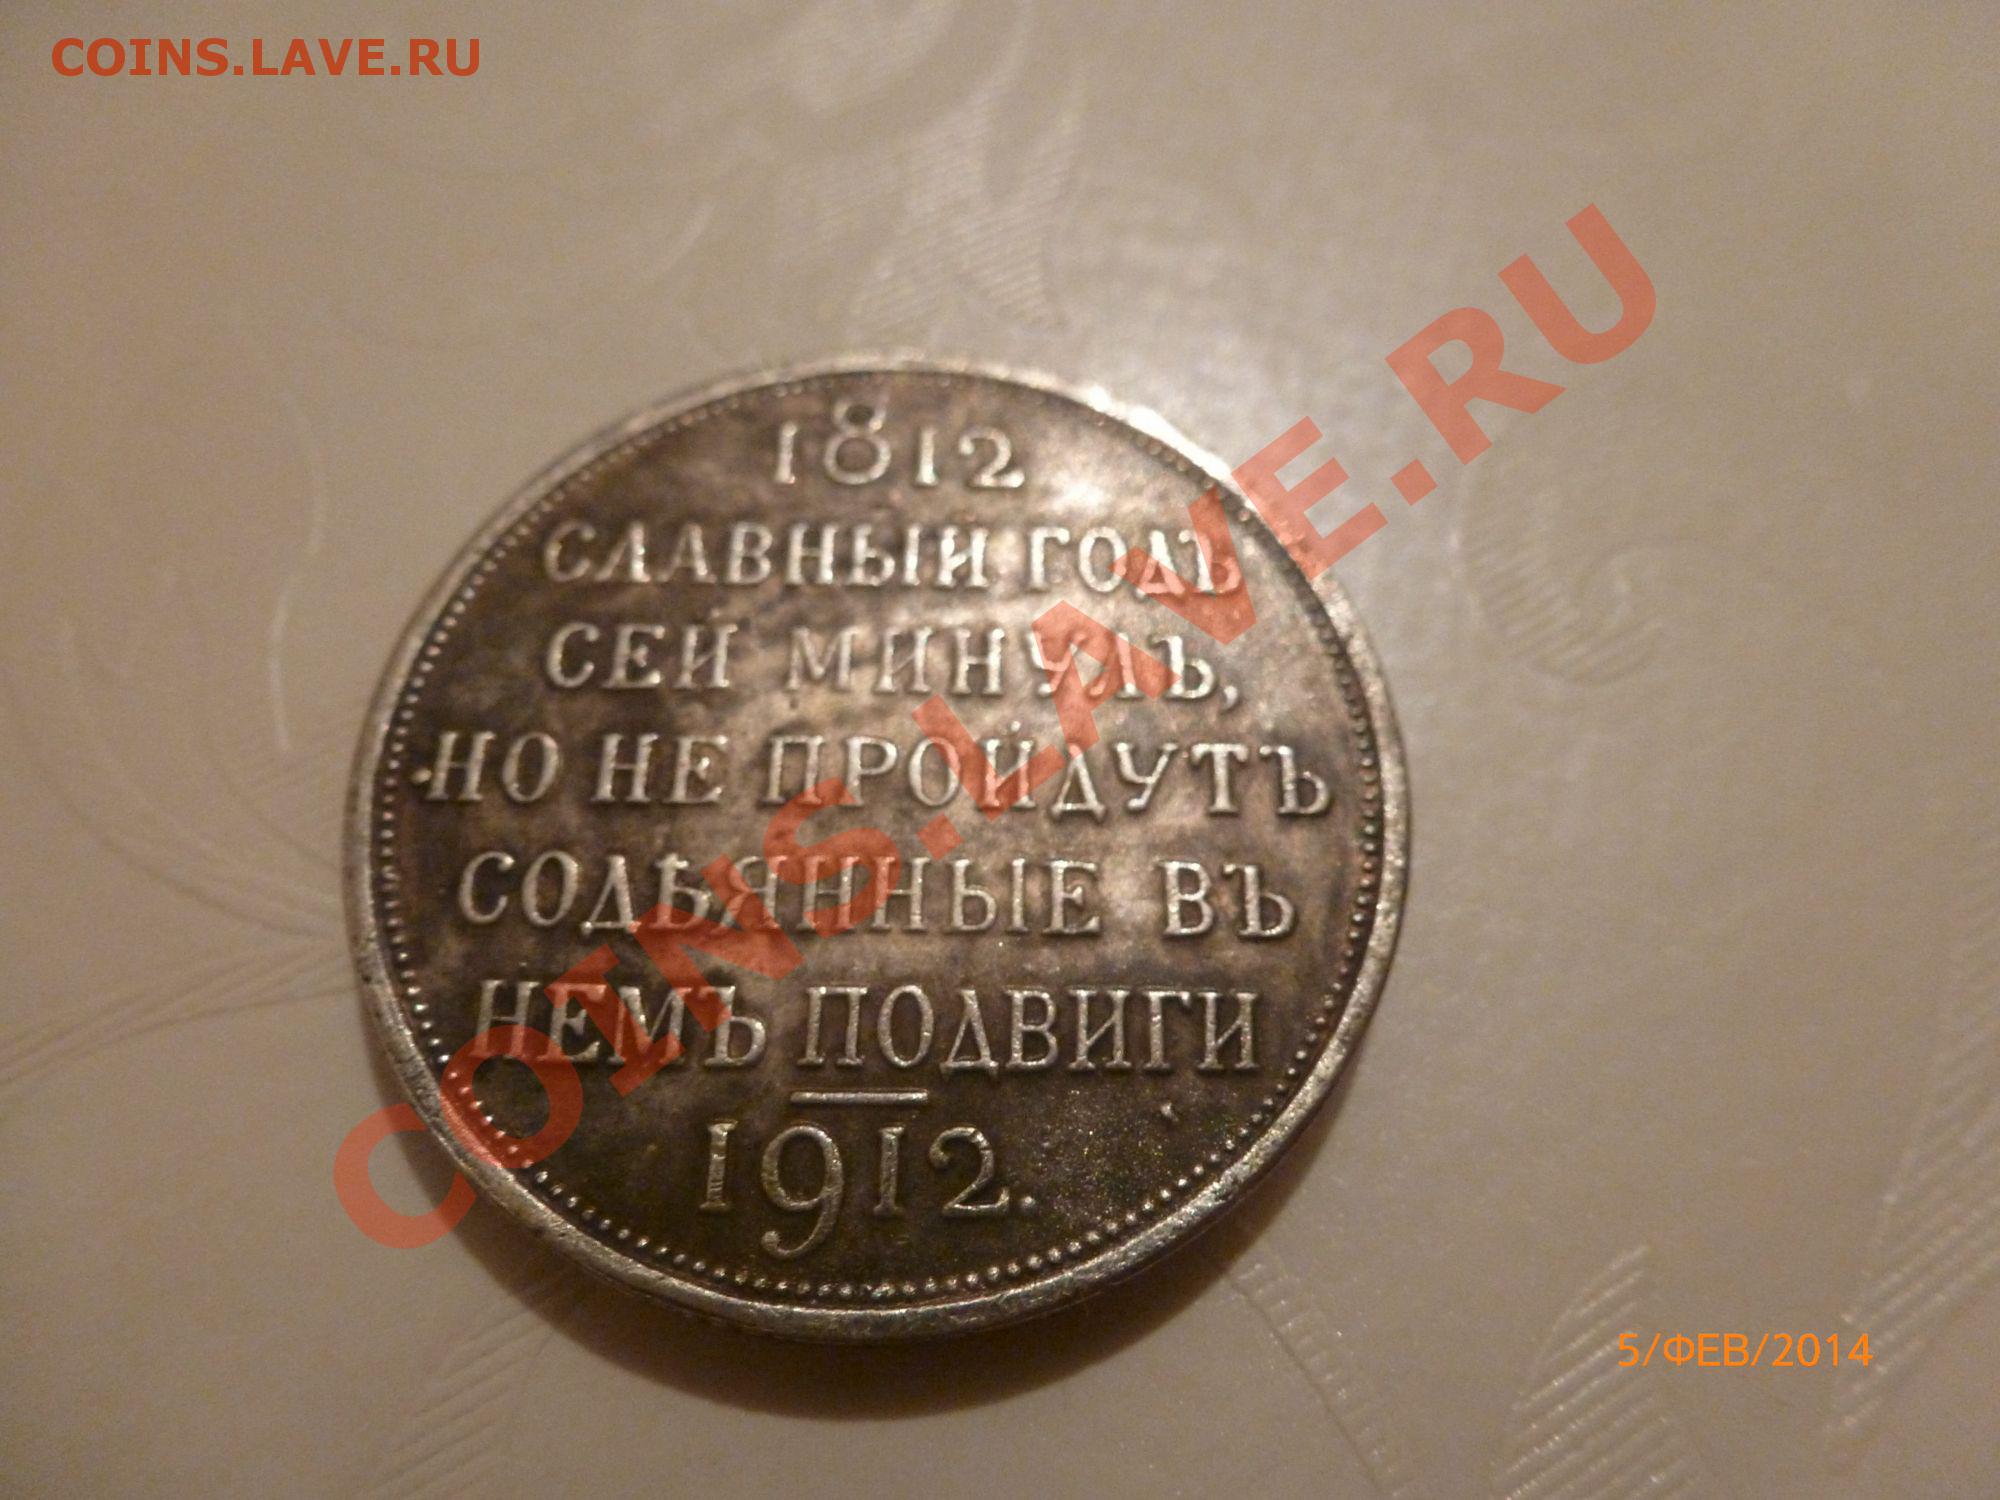 COINS.LAVE.RU
1812
СЛАВНЫЙ ГОДЪ
СЕЙ МИНУЛЪ,
НО НЕ ПРОЙДУТЪ
СОДѢЯННЫЕ ВЪ
НЕМЪ ПОДВИГИ
1912.
COINS.LAVE.RU
5/ФЕВ/2014